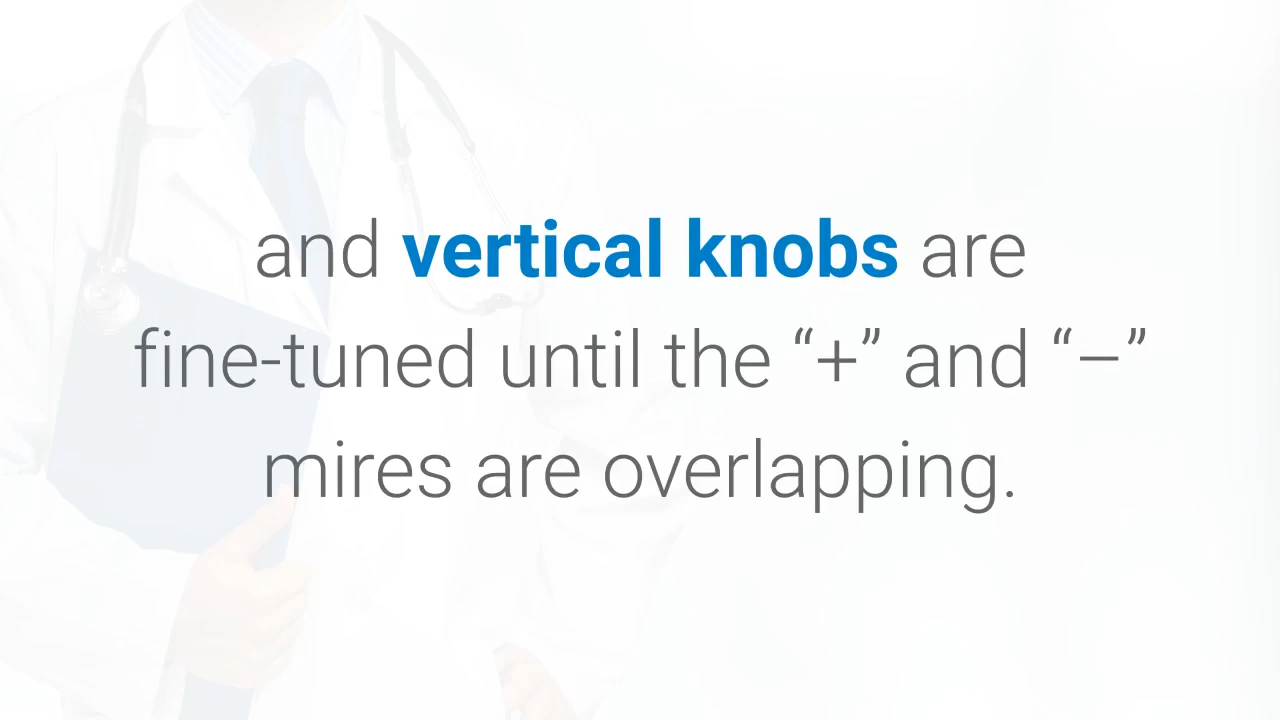 and vertical knobs are
fine-tuned until the “+” and “–”
mires are overlapping.